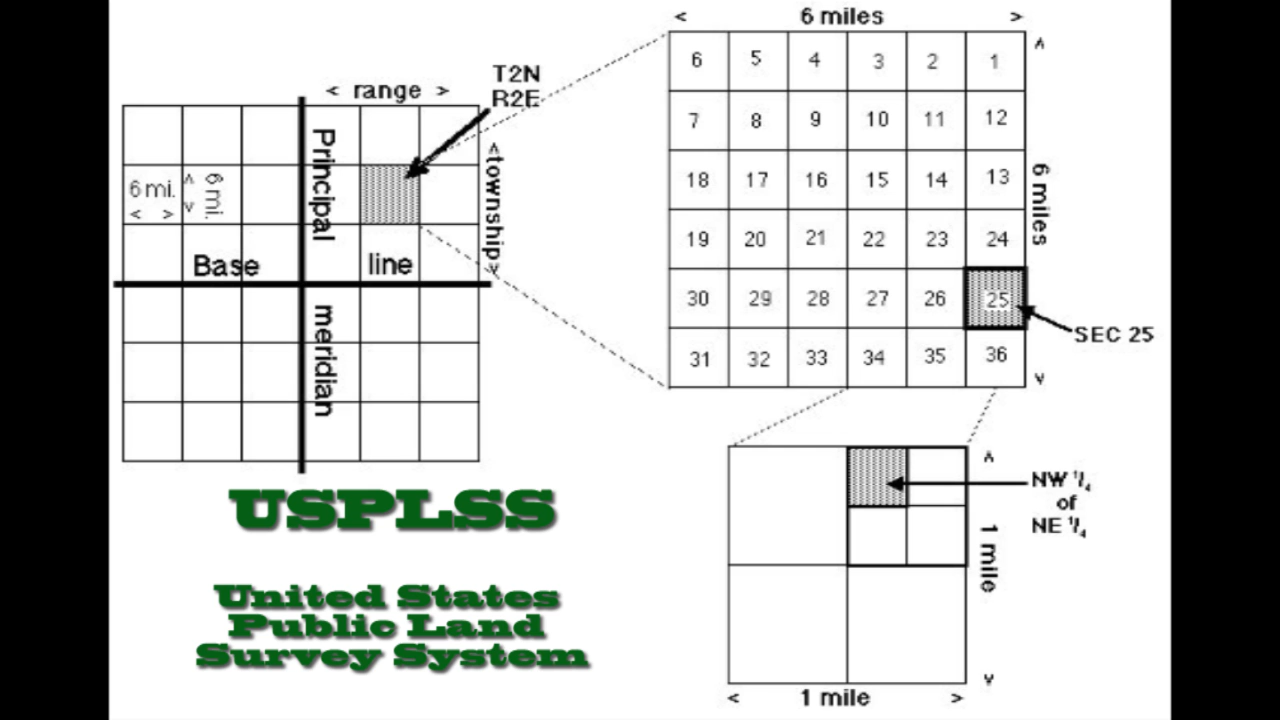 < range >
T2N
R2E
Principal
6 mi.
< >
< 6 mi. >
<township>
Base line
meridian
USPLSS
United States
Public Land
Survey System
< 6 miles >
6 5 4 3 2 1
7 8 9 10 11 12
18 17 16 15 14 13
19 20 21 22 23 24
30 29 28 27 26 25
31 32 33 34 35 36
< 6 miles >
SEC 25
NW 1/4
of
NE 1/4
< 1 mile >
< 1 mile >